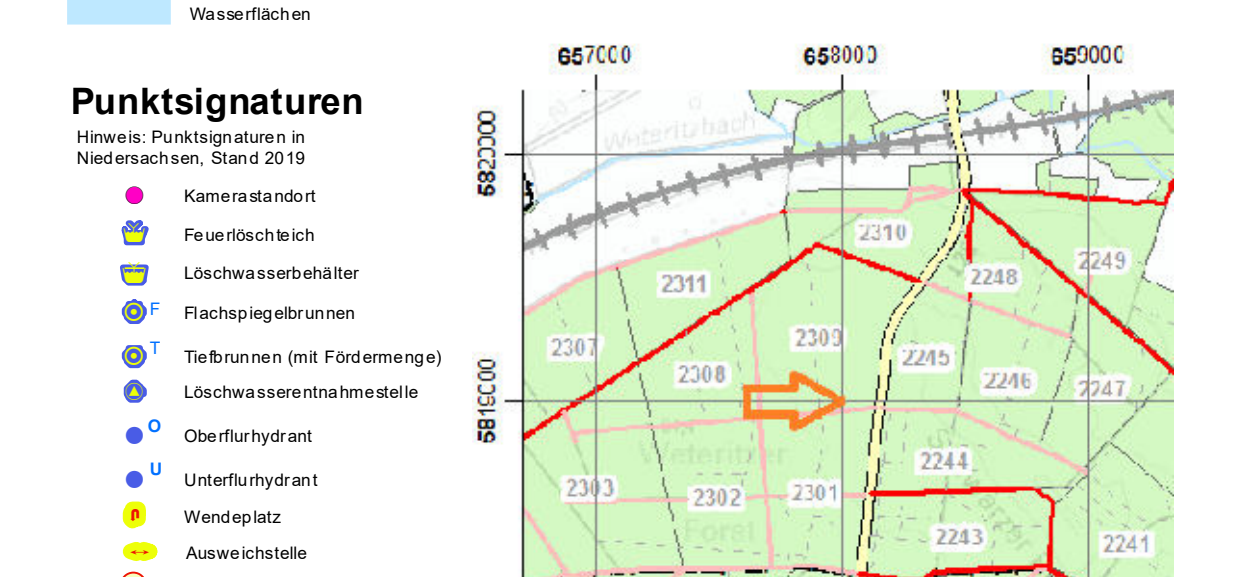 Wasserflächen
Punktsignaturen
Hinweis: Punktsignaturen in
Niedersachsen, Stand 2019
Kamerastandort
Feuerlöschteich
Löschwasserbehälter
F Flachspiegelbrunnen
T Tiefbrunnen (mit Fördermenge)
Löschwasserentnahmestelle
O Oberflurhydrant
U Unterflurhydrant
Wendeplatz
Ausweichstelle
657000 658000 659000
5820000
5819000
2310
2311
2248
2249
2307
2309
2308
2245
2246
2247
2244
2303
2302
2301
2243
2241
Forst